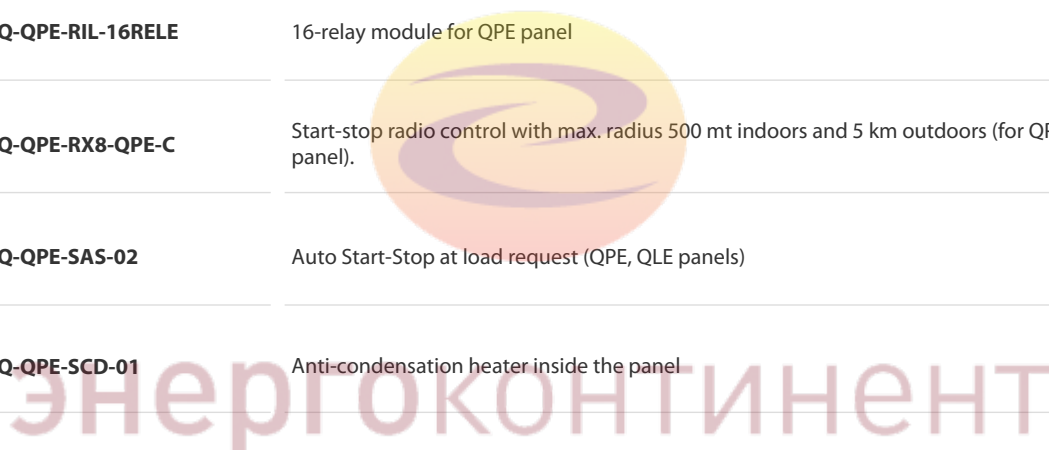 Q-QPE-RIL-16RELE 16-relay module for QPE panel
Q-QPE-RX8-QPE-C Start-stop radio control with max. radius 500 mt indoors and 5 km outdoors (for
panel).
Q-QPE-SAS-02 Auto Start-Stop at load request (QPE, QLE panels)
Q-QPE-SCD-01 Anti-condensation heater inside the panel
энергоконтинент